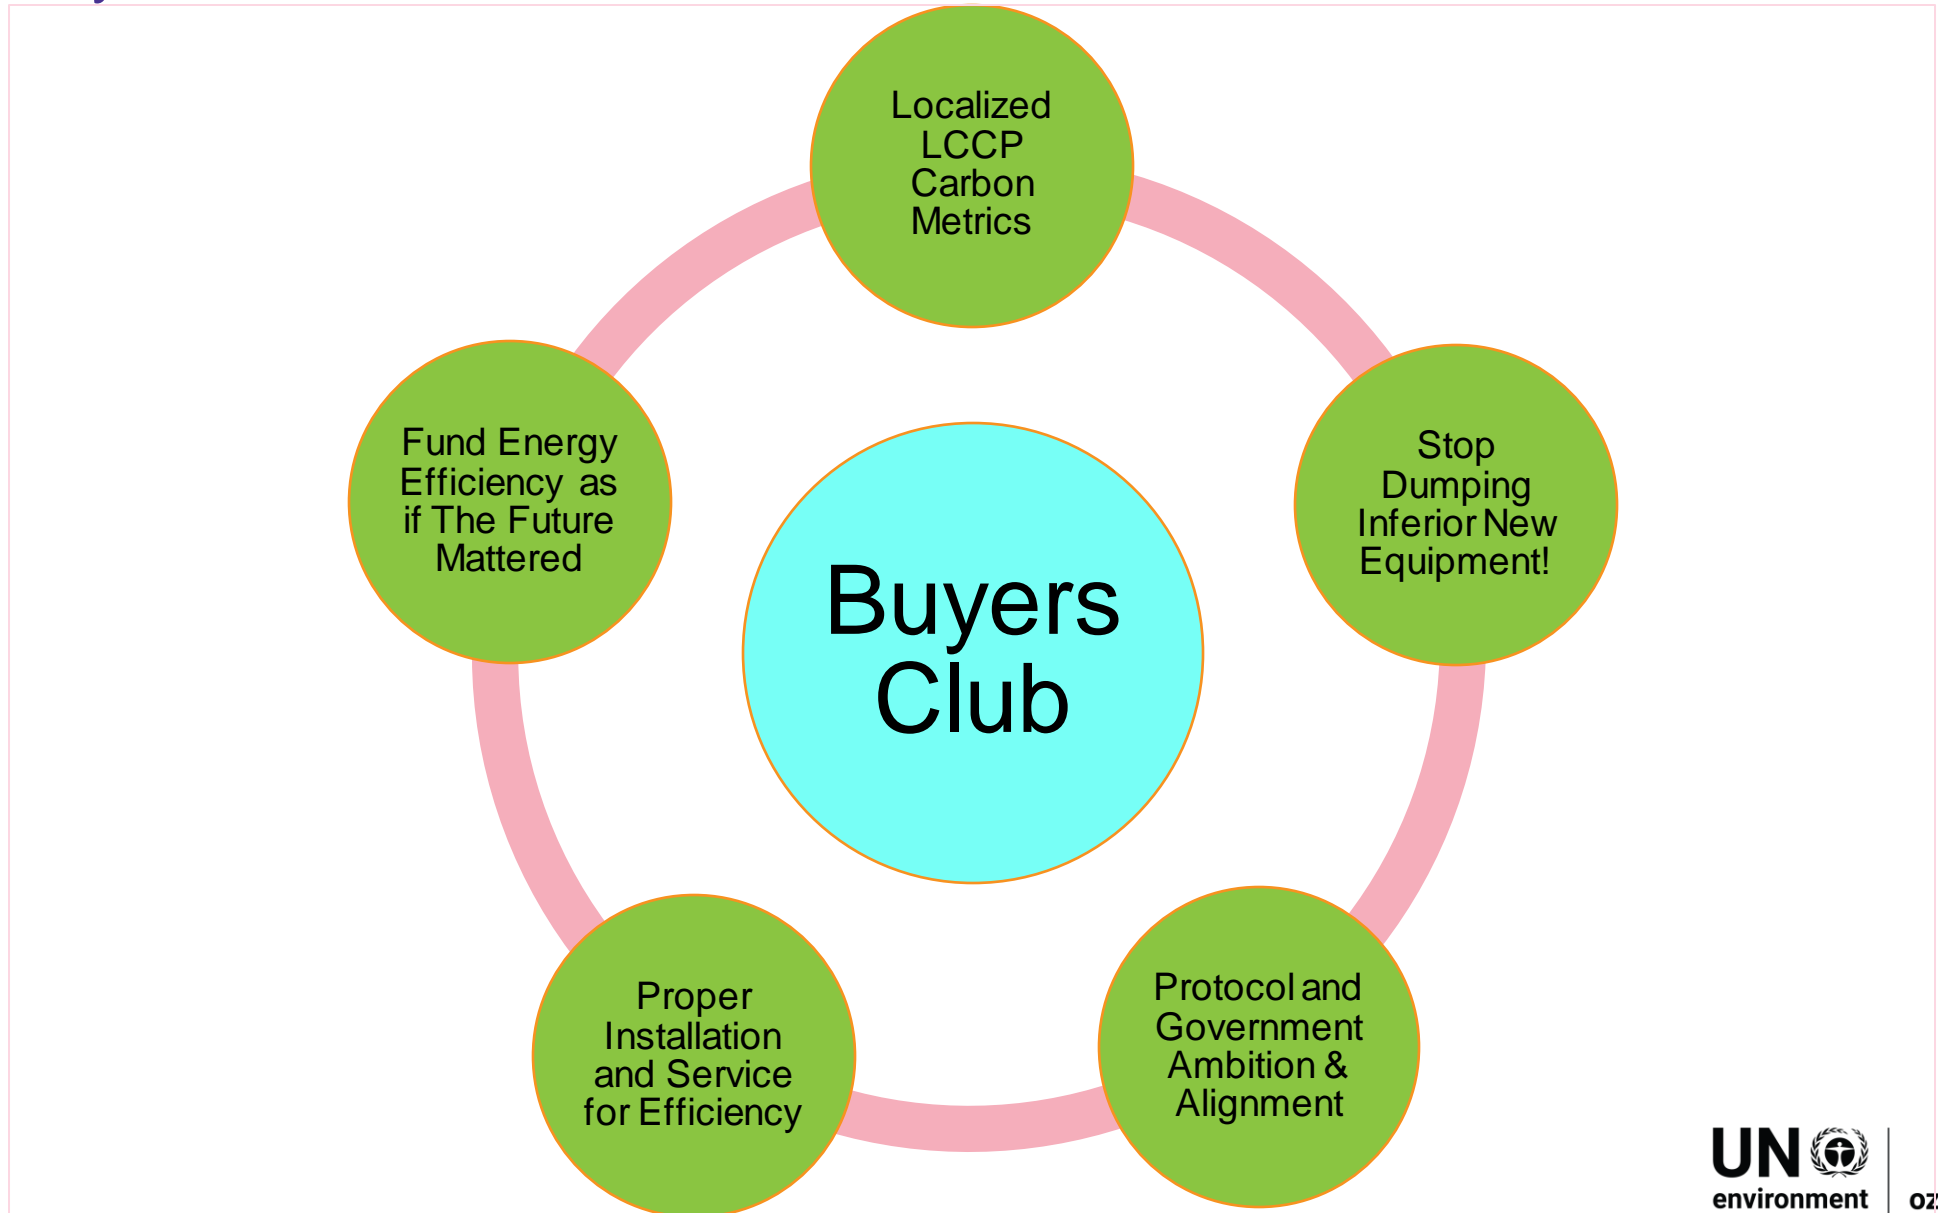 Localized
LCCP
Carbon
Metrics
Stop
Dumping
Inferior New
Equipment!
Protocol and
Government
Ambition &
Alignment
Proper
Installation
and Service
for Efficiency
Fund Energy
Efficiency as
if The Future
Mattered
Buyers
Club
UN
environment